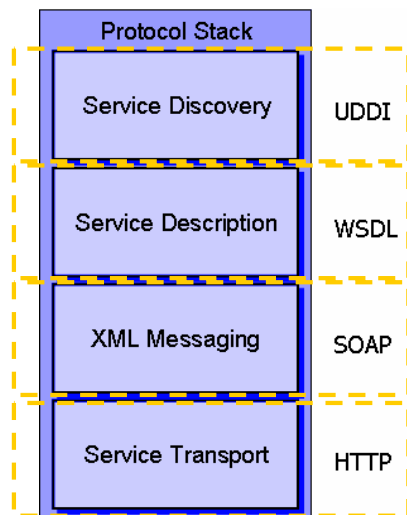 Protocol Stack
Service Discovery
UDDI
Service Description
WSDL
XML Messaging
SOAP
Service Transport
HTTP